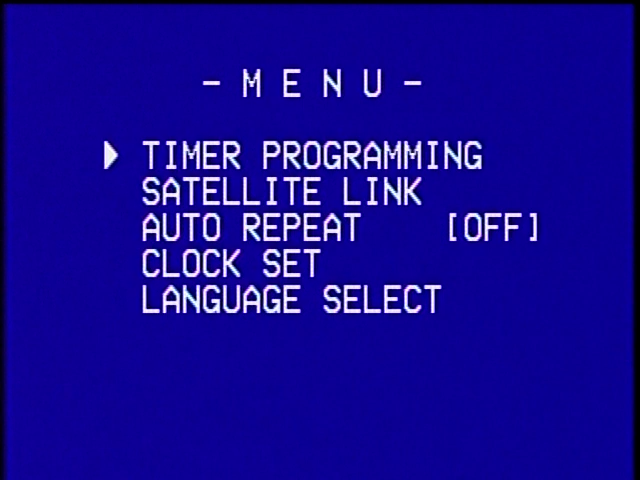 - M E N U -
TIMER PROGRAMMING
SATELLITE LINK
AUTO REPEAT [OFF]
CLOCK SET
LANGUAGE SELECT